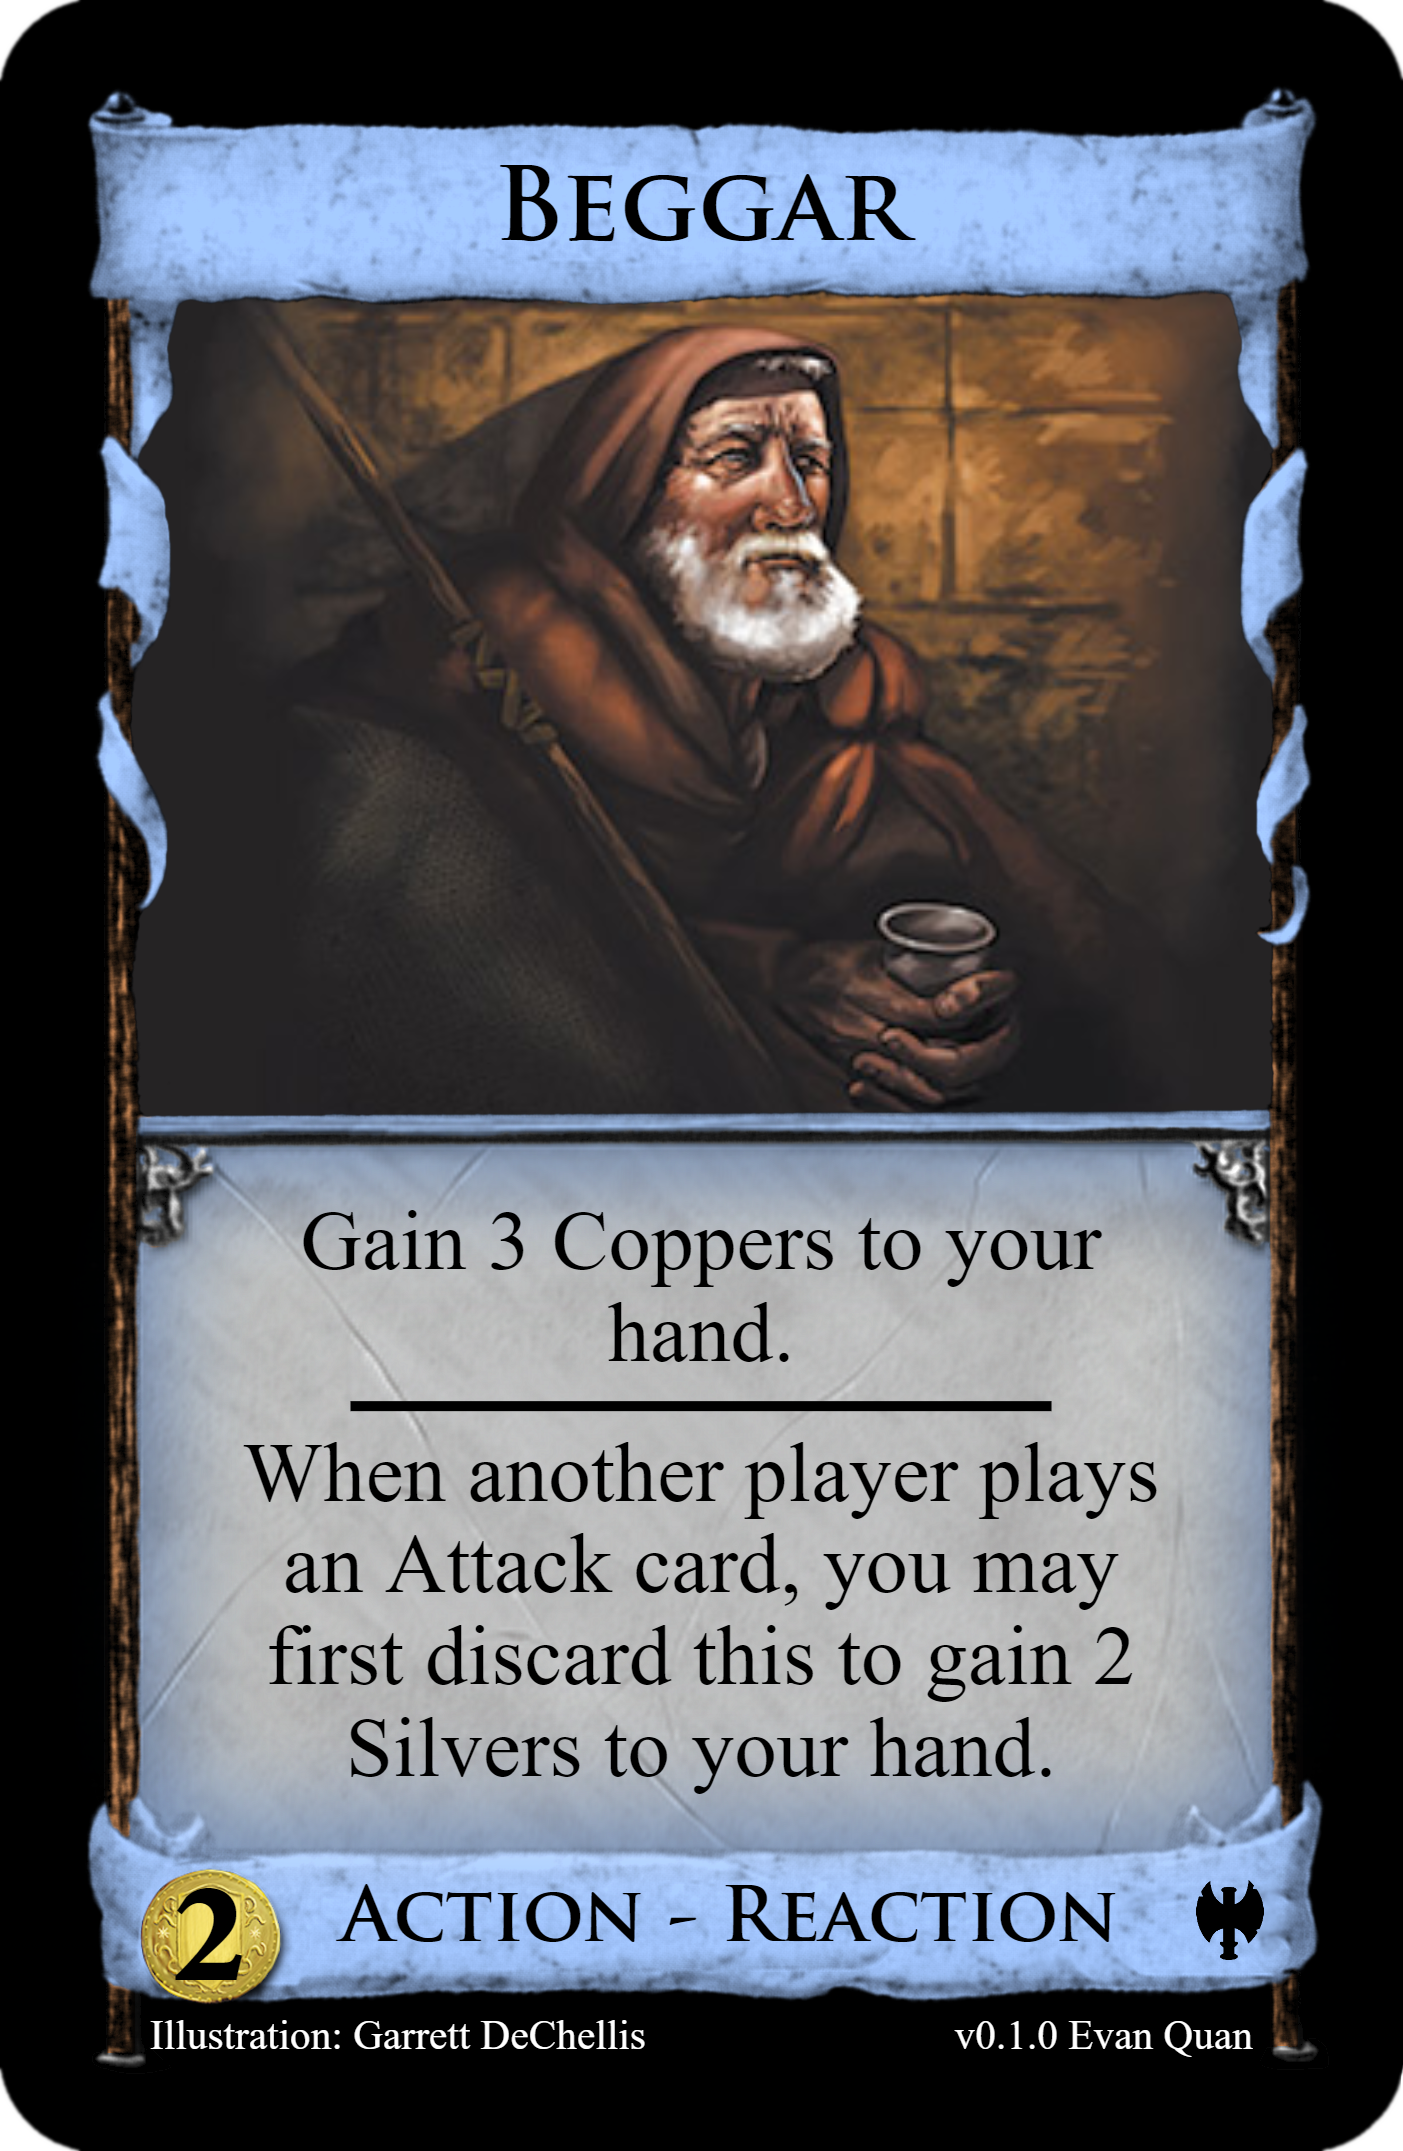 BEGGAR
Gain 3 Coppers to your
hand.
When another player plays
an Attack card, you may
first discard this to gain 2
Silvers to your hand.
2 ACTION - REACTION
Illustration: Garrett DeChellis v0.1.0 Evan Quan